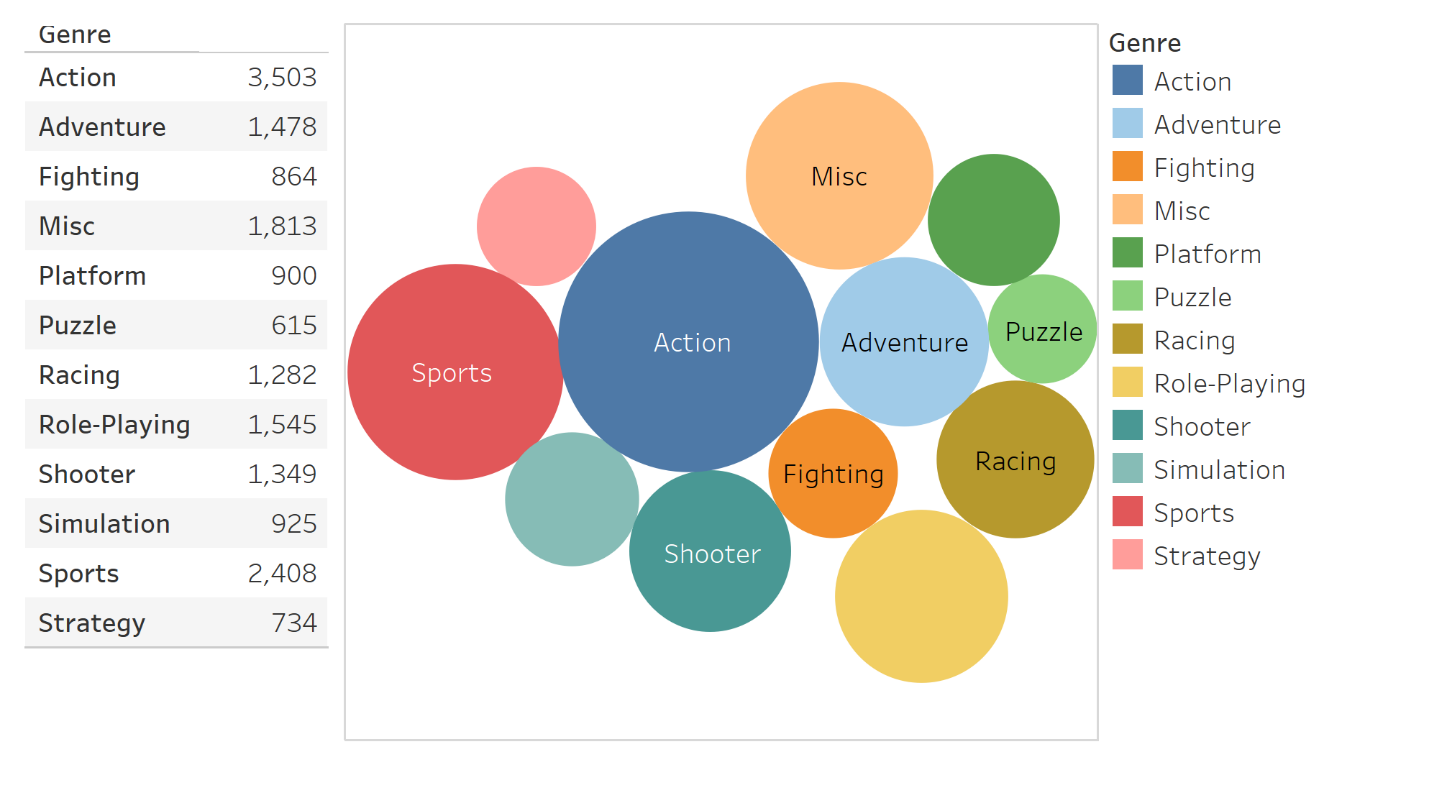 Genre
Action 3,503
Adventure 1,478
Fighting 864
Misc 1,813
Platform 900
Puzzle 615
Racing 1,282
Role-Playing 1,545
Shooter 1,349
Simulation 925
Sports 2,408
Strategy 734
Misc
Puzzle
Action
Adventure
Sports
Racing
Fighting
Shooter
Genre
Action
Adventure
Fighting
Misc
Platform
Puzzle
Racing
Role-Playing
Shooter
Simulation
Sports
Strategy